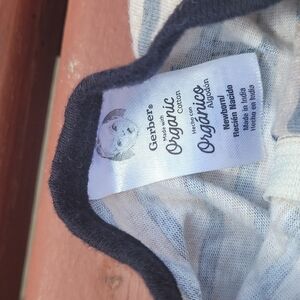 Gerber®
Made with
Organic
Cotton
Hecho con
Orgánico
Algodón
Newborn/
Recién Nacido
Made in India
Hecho en India